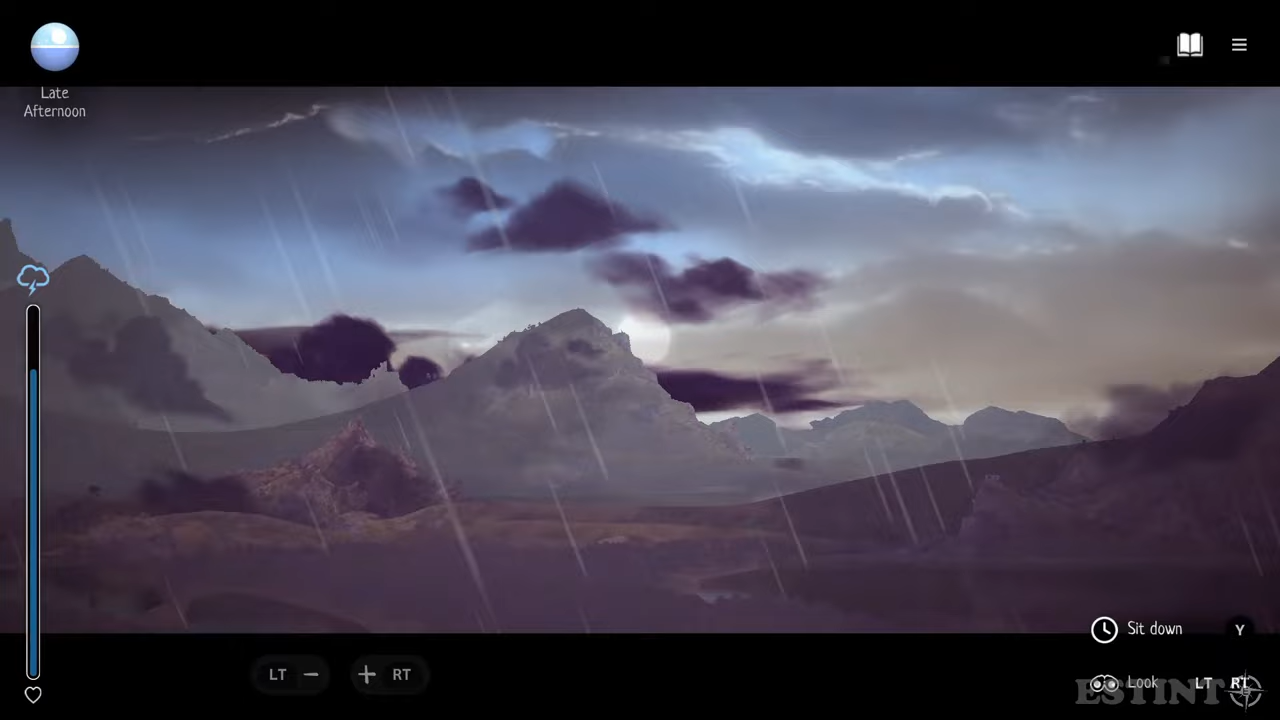 Late
Afternoon
Sit down
Y
LT
RT
Look
LT
RT
ESTINT